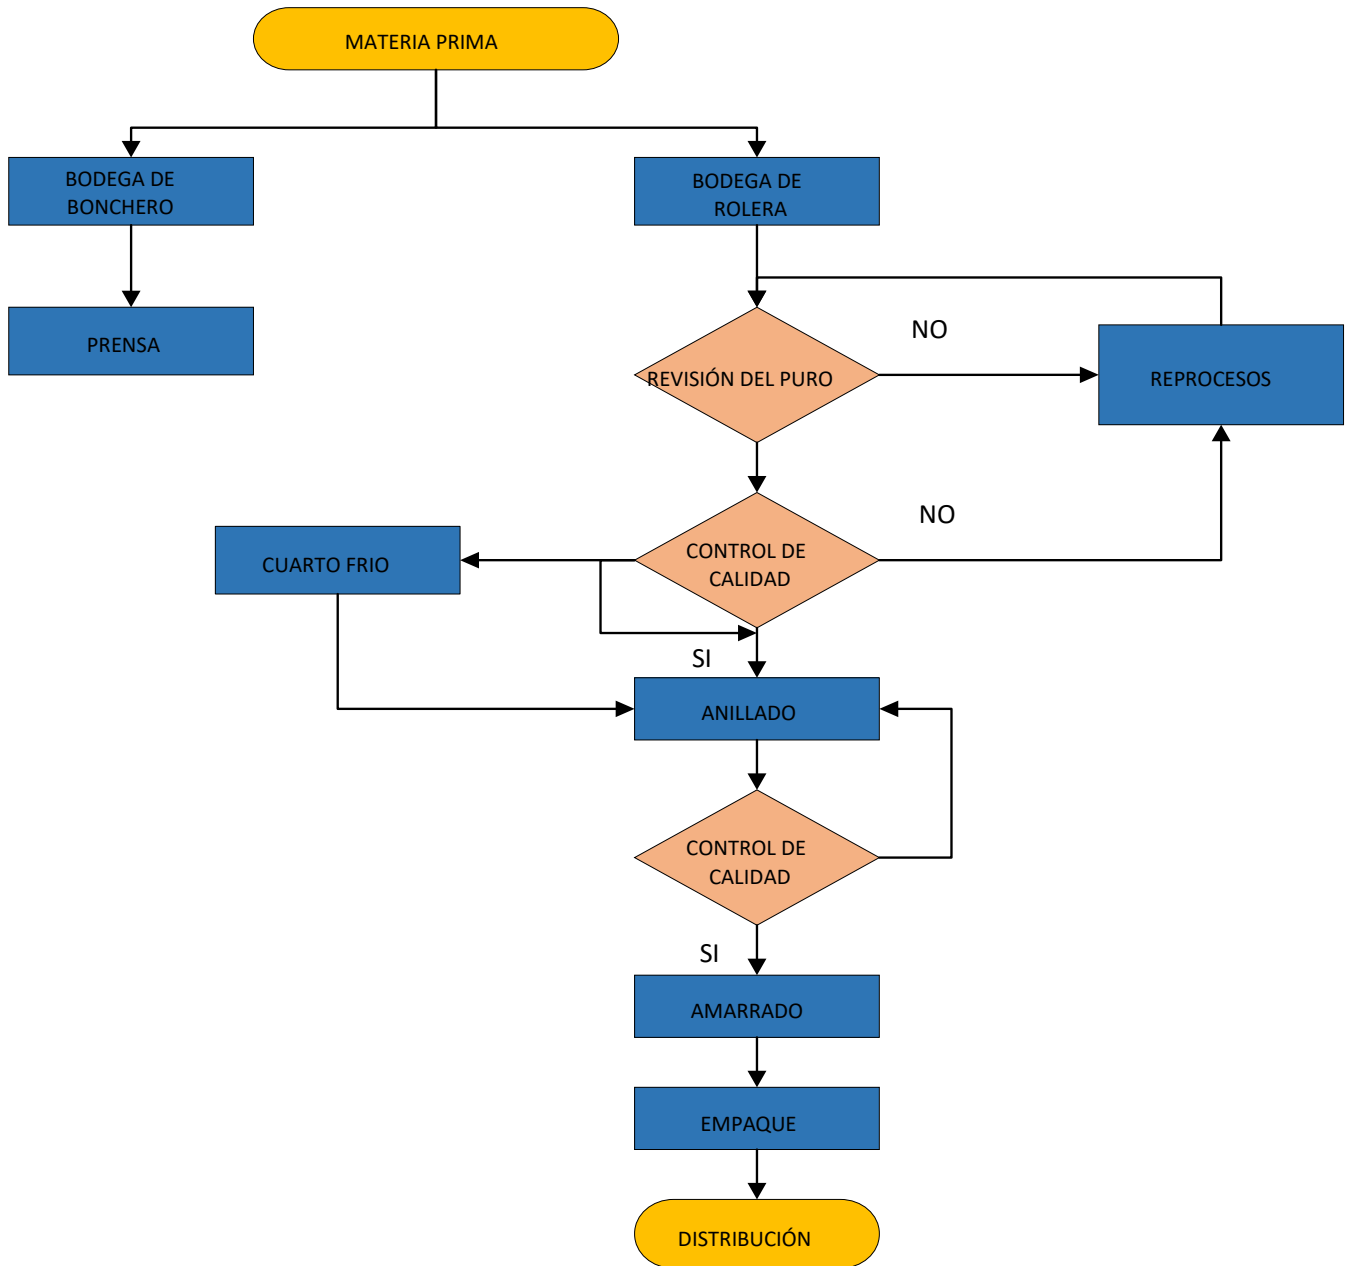 MATERIA PRIMA
BODEGA DE
BONCHERO
BODEGA DE
ROLERA
PRENSA
NO
REVISIÓN DEL PURO
REPROCESOS
NO
CONTROL DE
CALIDAD
CUARTO FRIO
SI
ANILLADO
CONTROL DE
CALIDAD
SI
AMARRADO
EMPAQUE
DISTRIBUCIÓN